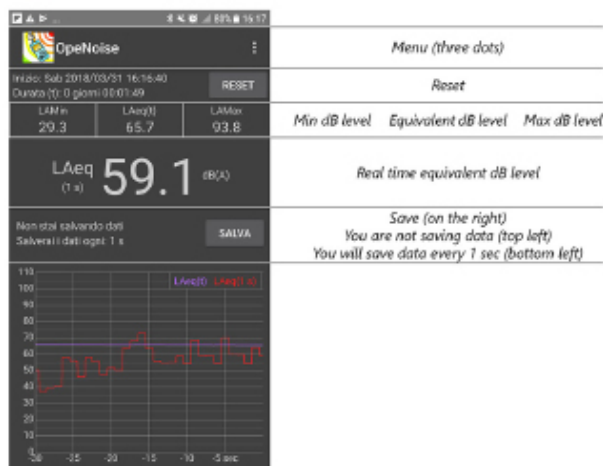 80% 16:17
OpeNoise
Menu (three dots)
Inizio: Sab 2018/03/31 16:16:40
Durata (t): 0 giorni 00:01:49
RESET
Reset
LAMin LAeq(t) LAMax
29.3 65.7 93.8
Min dB level Equivalent dB level Max dB level
LAeq
(1 s)
59.1 dB(A)
Real time equivalent dB level
Non stai salvando dati
Salverai i dati ogni: 1 s
SALVA
Save (on the right)
You are not saving data (top left)
You will save data every 1 sec (bottom left)
LAeq(t) LAeq(1 s)
110
100
90
80
70
60
50
40
30
20
10
0
-30 -25 -20 -15 -10 -5 sec